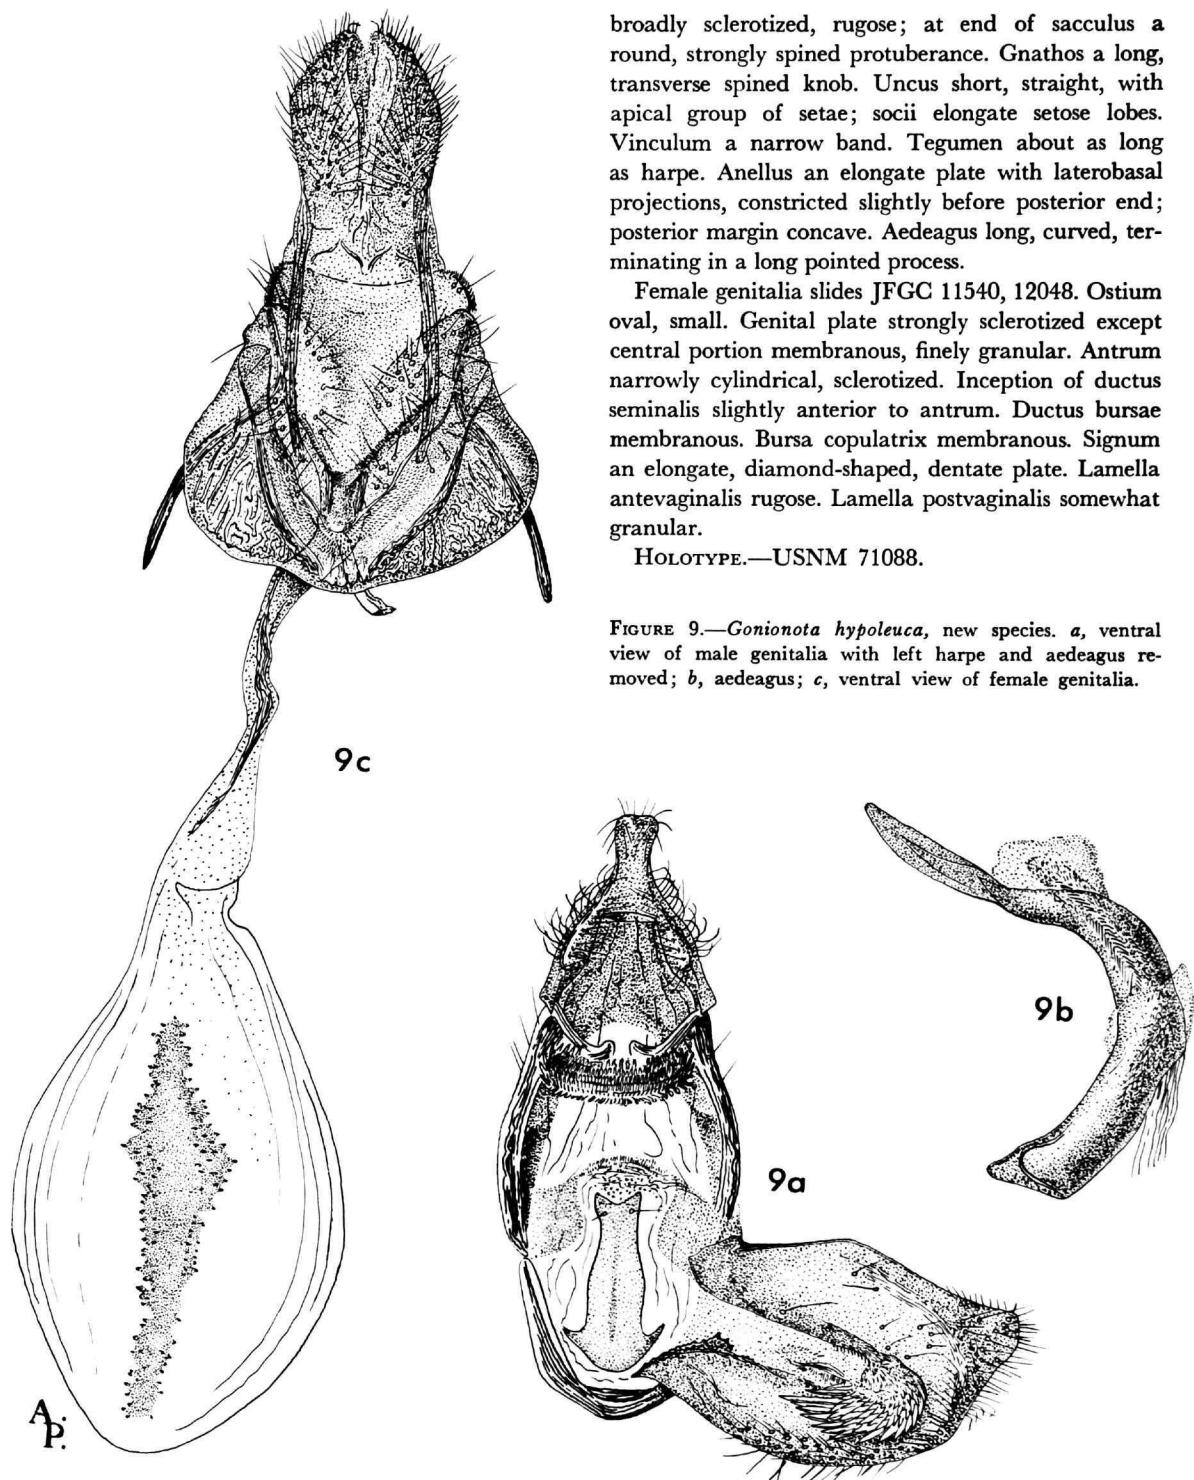 broadly sclerotized, rugose; at end of sacculus a
round, strongly spined protuberance. Gnathos a long,
transverse spined knob. Uncus short, straight, with
apical group of setae; socii elongate setose lobes.
Vinculum a narrow band. Tegumen about as long
as harpe. Anellus an elongate plate with laterobasal
projections, constricted slightly before posterior end;
posterior margin concave. Aedeagus long, curved, ter-
minating in a long pointed process.
Female genitalia slides JFGC 11540, 12048. Ostium
oval, small. Genital plate strongly sclerotized except
central portion membranous, finely granular. Antrum
narrowly cylindrical, sclerotized. Inception of ductus
seminalis slightly anterior to antrum. Ductus bursae
membranous. Bursa copulatrix membranous. Signum
an elongate, diamond-shaped, dentate plate. Lamella
antevaginalis rugose. Lamella postvaginalis somewhat
granular.
HOLOTYPE.—USNM 71088.
FIGURE 9.—Gonionota hypoleuca, new species. a, ventral
view of male genitalia with left harpe and aedeagus re-
moved; b, aedeagus; c, ventral view of female genitalia.
9c
9b
9a
A.P.